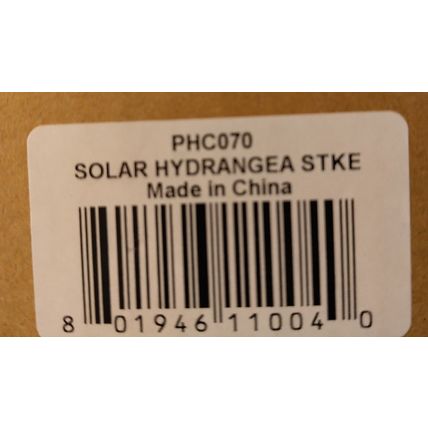 PHC070
SOLAR HYDRANGEA STKE
Made in China
8 01946 11004 0